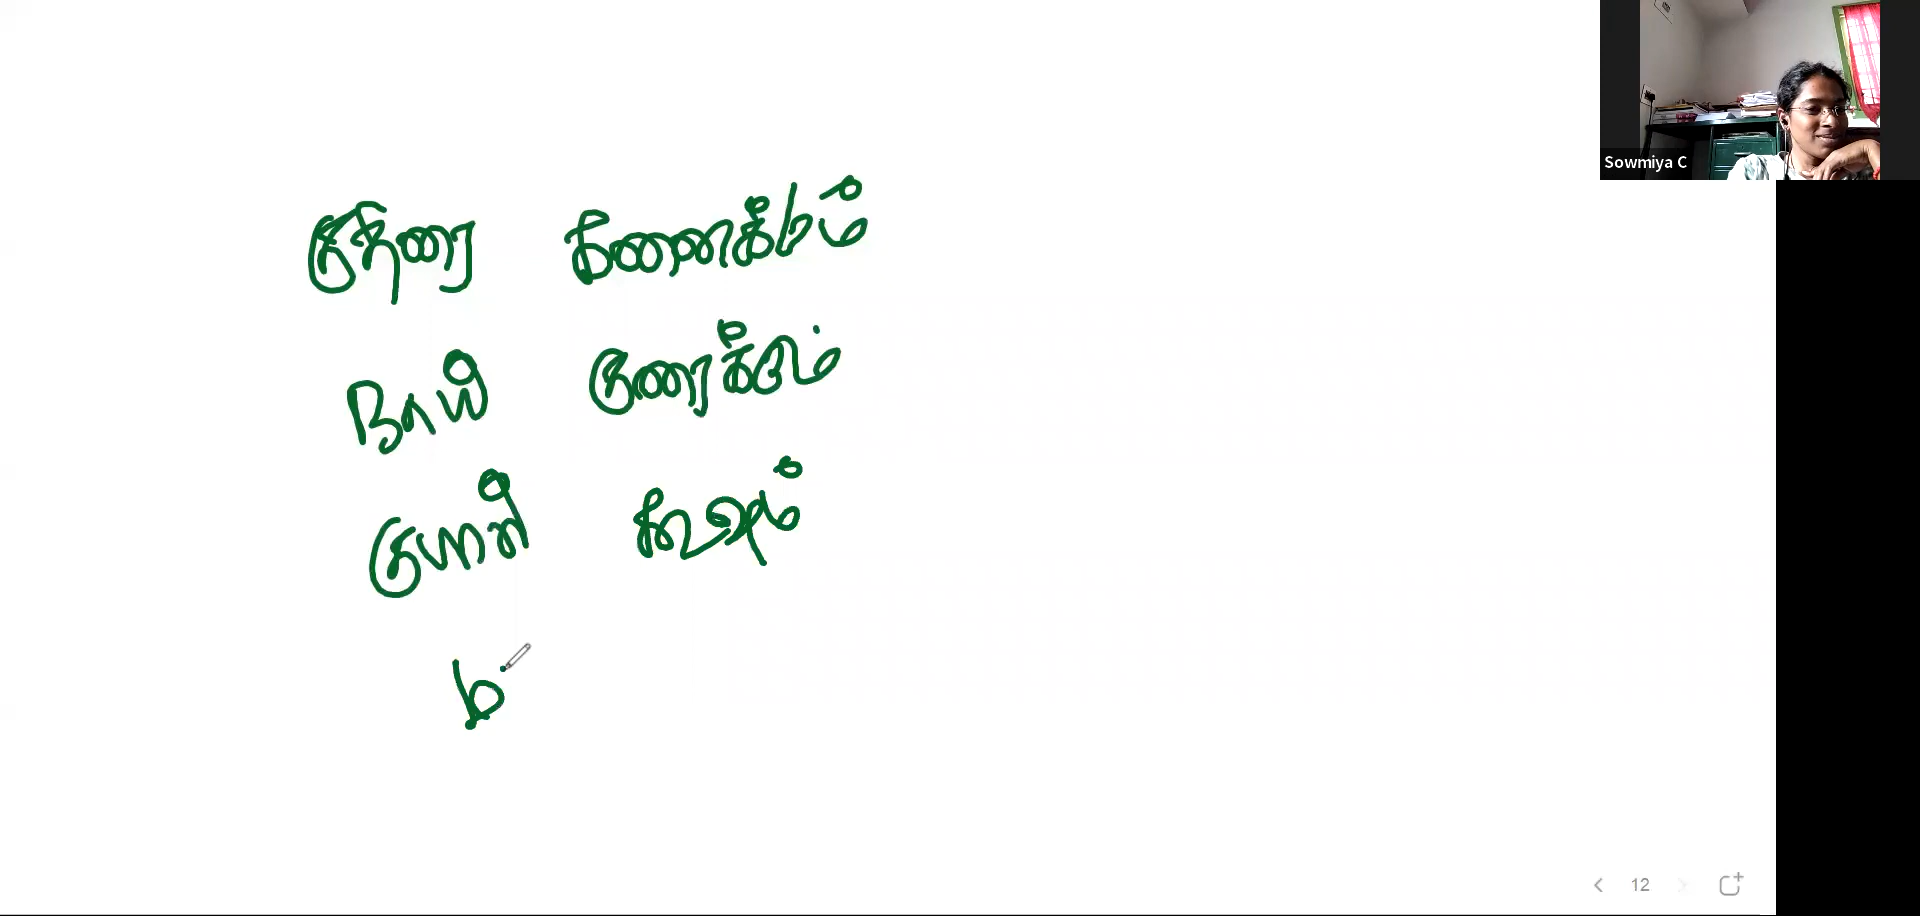 Sowmiya C
குதிரை கனைக்கும்
நாய் குரைக்கும்
குயில் கூவும்
12